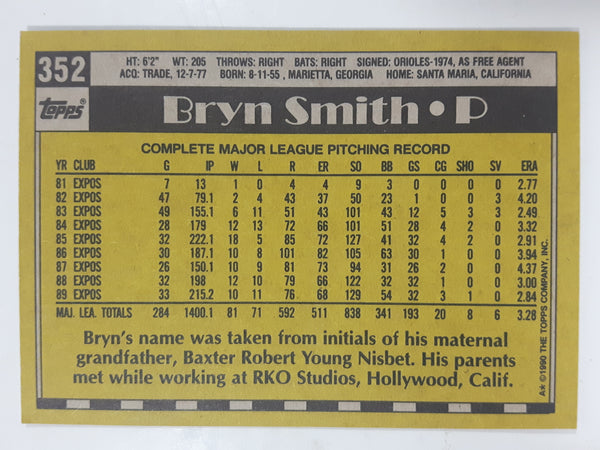 352
HT: 6'2" WT: 205 THROWS: RIGHT BATS: RIGHT SIGNED: ORIOLES-1974, AS FREE AGENT
ACQ: TRADE, 12-7-77 BORN: 8-11-55, MARIETTA, GEORGIA HOME: SANTA MARIA, CALIFORNIA
Topps®
Bryn Smith • P
COMPLETE MAJOR LEAGUE PITCHING RECORD
YR CLUB G IP W L R ER SO BB GS CG SHO SV ERA
81 EXPOS 7 13 1 0 4 4 9 3 0 0 0 0 2.77
82 EXPOS 47 79.1 2 4 43 37 50 23 1 0 0 3 4.20
83 EXPOS 49 155.1 6 11 51 43 101 43 12 5 3 3 2.49
84 EXPOS 28 179 12 13 72 66 101 51 28 4 2 0 3.32
85 EXPOS 32 222.1 18 5 85 72 127 41 32 4 2 0 2.91
86 EXPOS 30 187.1 10 8 101 82 105 63 30 1 0 0 3.94
87 EXPOS 26 150.1 10 9 81 73 94 31 26 2 0 0 4.37
88 EXPOS 32 198 12 10 79 66 122 32 32 1 0 0 3.00
89 EXPOS 33 215.2 10 11 76 68 129 54 32 3 1 0 2.84
MAJ. LEA. TOTALS 284 1400.1 81 71 592 511 838 341 193 20 8 6 3.28
Bryn's name was taken from initials of his maternal
grandfather, Baxter Robert Young Nisbet. His parents
met while working at RKO Studios, Hollywood, Calif.
A★ © 1990 THE TOPPS COMPANY, INC.